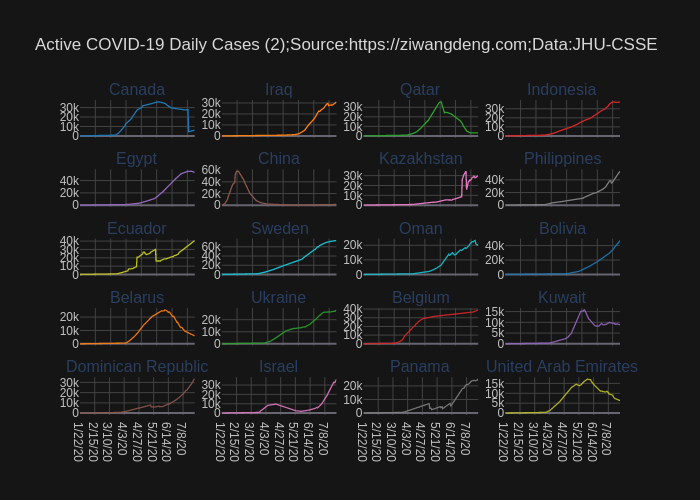 Active COVID-19 Daily Cases (2);Source:https://ziwangdeng.com;Data:JHU-CSSE
Canada Iraq Qatar Indonesia
30k 20k 10k 0 30k 20k 10k 0 30k 20k 10k 0 30k 20k 10k 0
Egypt China Kazakhstan Philippines
40k 20k 0 60k 40k 20k 0 30k 20k 10k 0 40k 20k 0
Ecuador Sweden Oman Bolivia
40k 30k 20k 10k 0 60k 40k 20k 0 20k 10k 0 40k 20k 0
Belarus Ukraine Belgium Kuwait
20k 10k 0 20k 10k 0 40k 30k 20k 10k 0 15k 10k 5k 0
Dominican Republic Israel Panama United Arab Emirates
30k 20k 10k 0 30k 20k 10k 0 20k 10k 0 15k 10k 5k 0
1/22/20 2/15/20 3/10/20 4/3/20 4/27/20 5/21/20 6/14/20 7/8/20 1/22/20 2/15/20 3/10/20 4/3/20 4/27/20 5/21/20 6/14/20 7/8/20 1/22/20 2/15/20 3/10/20 4/3/20 4/27/20 5/21/20 6/14/20 7/8/20 1/22/20 2/15/20 3/10/20 4/3/20 4/27/20 5/21/20 6/14/20 7/8/20